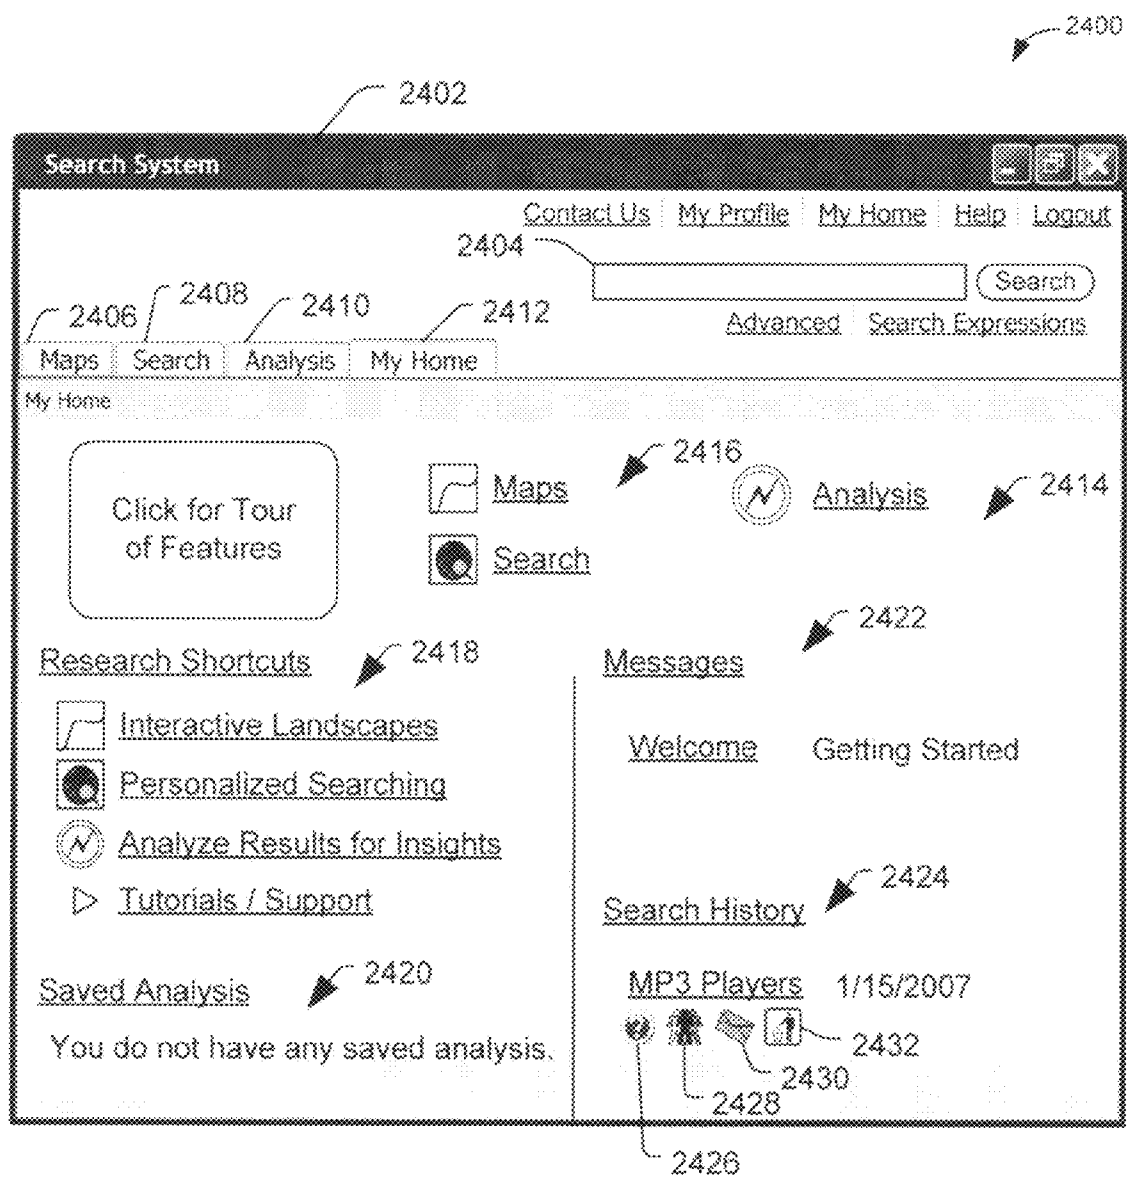 2400
2402
Search System
Contact Us My Profile My Home Help Logout
2404
Search
2406 2408 2410 2412
Advanced Search Expressions
Maps Search Analysis My Home
My Home
2416
2414
Click for Tour
of Features
Maps
Analysis
Search
2422
2418
Research Shortcuts
Messages
Interactive Landscapes
Welcome Getting Started
Personalized Searching
Analyze Results for Insights
2424
Tutorials / Support
Search History
2420
Saved Analysis
MP3 Players 1/15/2007
You do not have any saved analysis.
2432
2430
2428
2426